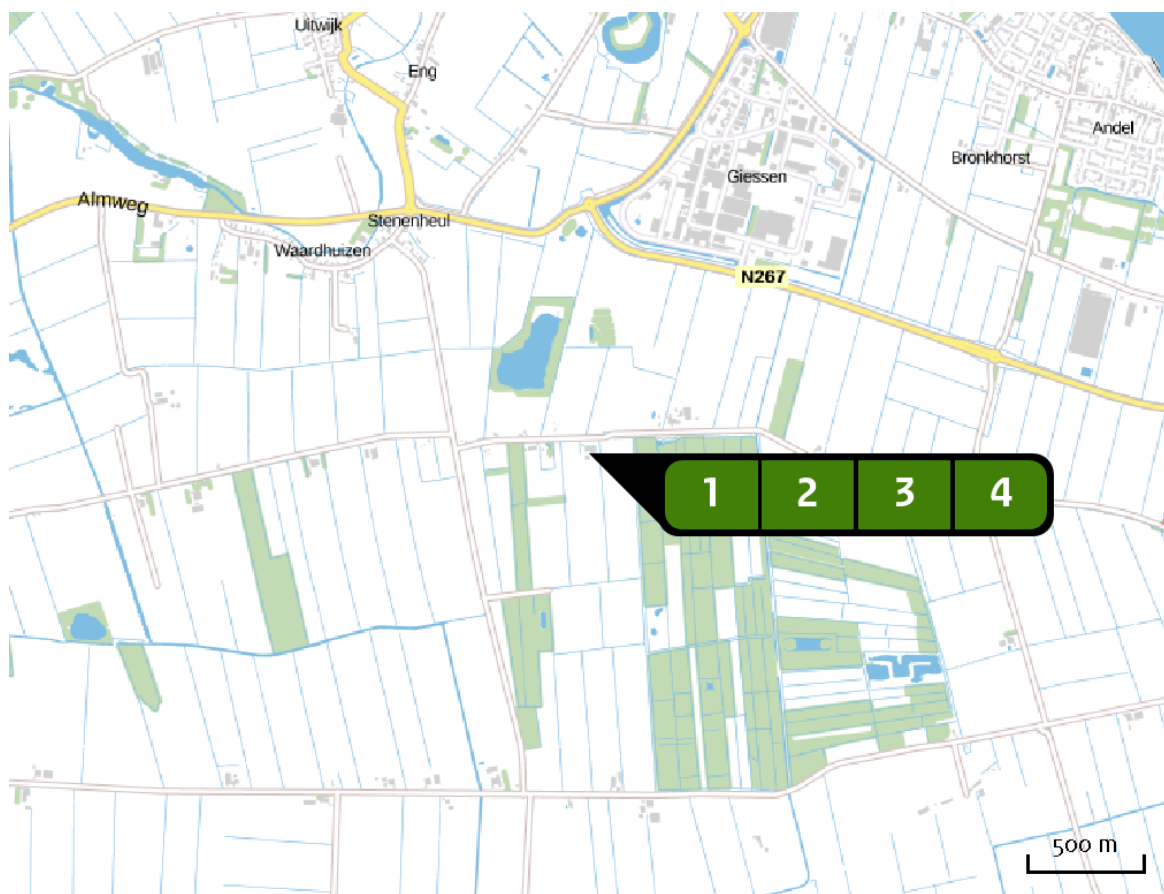 Uitwijk
Eng
Andel
Bronkhorst
Giessen
Almweg
Stenenheul
Waardhuizen
N267
1 2 3 4
500 m